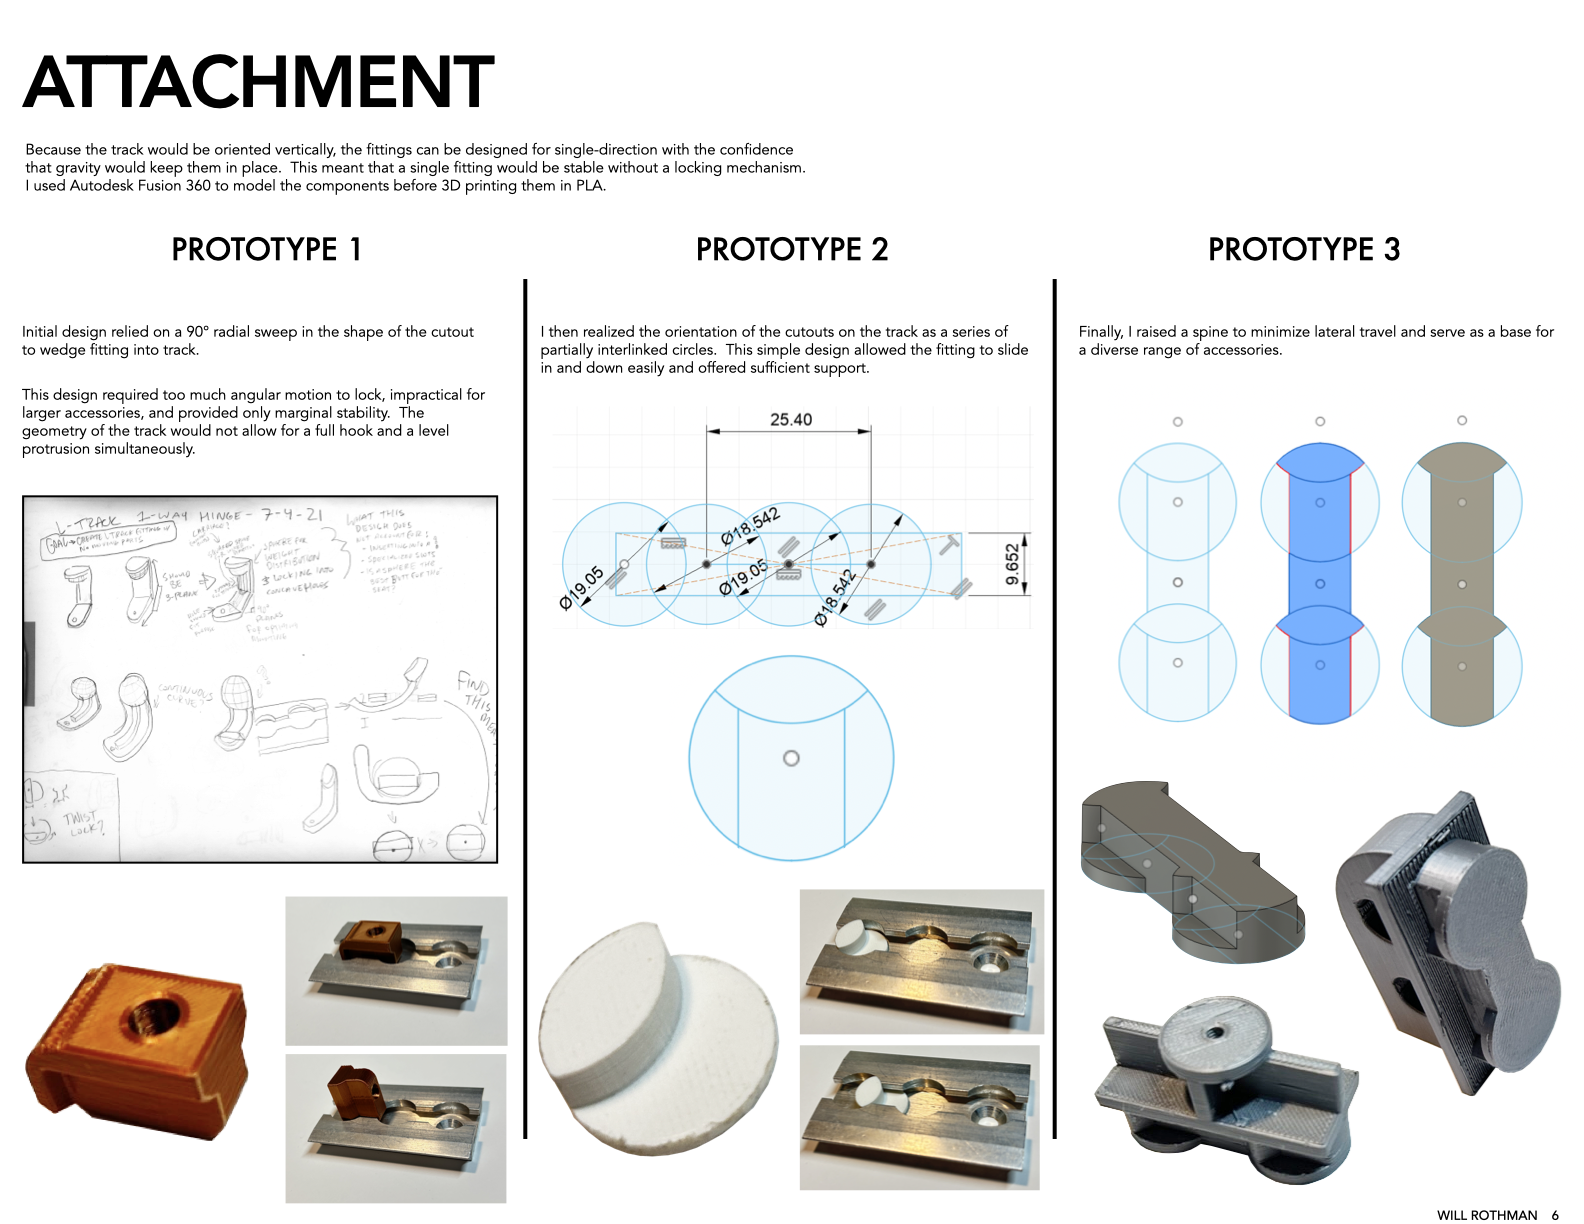 ATTACHMENT
Because the track would be oriented vertically, the fittings can be designed for single-direction with the confidence
that gravity would keep them in place.  This meant that a single fitting would be stable without a locking mechanism.
I used Autodesk Fusion 360 to model the components before 3D printing them in PLA.
PROTOTYPE 1
Initial design relied on a 90° radial sweep in the shape of the cutout
to wedge fitting into track.
This design required too much angular motion to lock, impractical for
larger accessories, and provided only marginal stability.  The
geometry of the track would not allow for a full hook and a level
protrusion simultaneously.
L-TRACK 1-WAY HINGE - 7-4-21
GOAL → CREATE L TRACK FITTING W/
NO MOVING PARTS
SHOULD
BE
3-PLANE
WEIGHT
DISTRIBUTION
& LOCKING INTO
WHAT THIS
DESIGN DOES
NOT ACCOUNT FOR:
CONTINUOUS
CURVE?
FIND
THIS
TWIST
LOCK?
PROTOTYPE 2
I then realized the orientation of the cutouts on the track as a series of
partially interlinked circles.  This simple design allowed the fitting to slide
in and down easily and offered sufficient support.
25.40
Ø18.542
Ø19.05
Ø19.05
Ø18.542
9.652
PROTOTYPE 3
Finally, I raised a spine to minimize lateral travel and serve as a base for
a diverse range of accessories.
WILL ROTHMAN 6